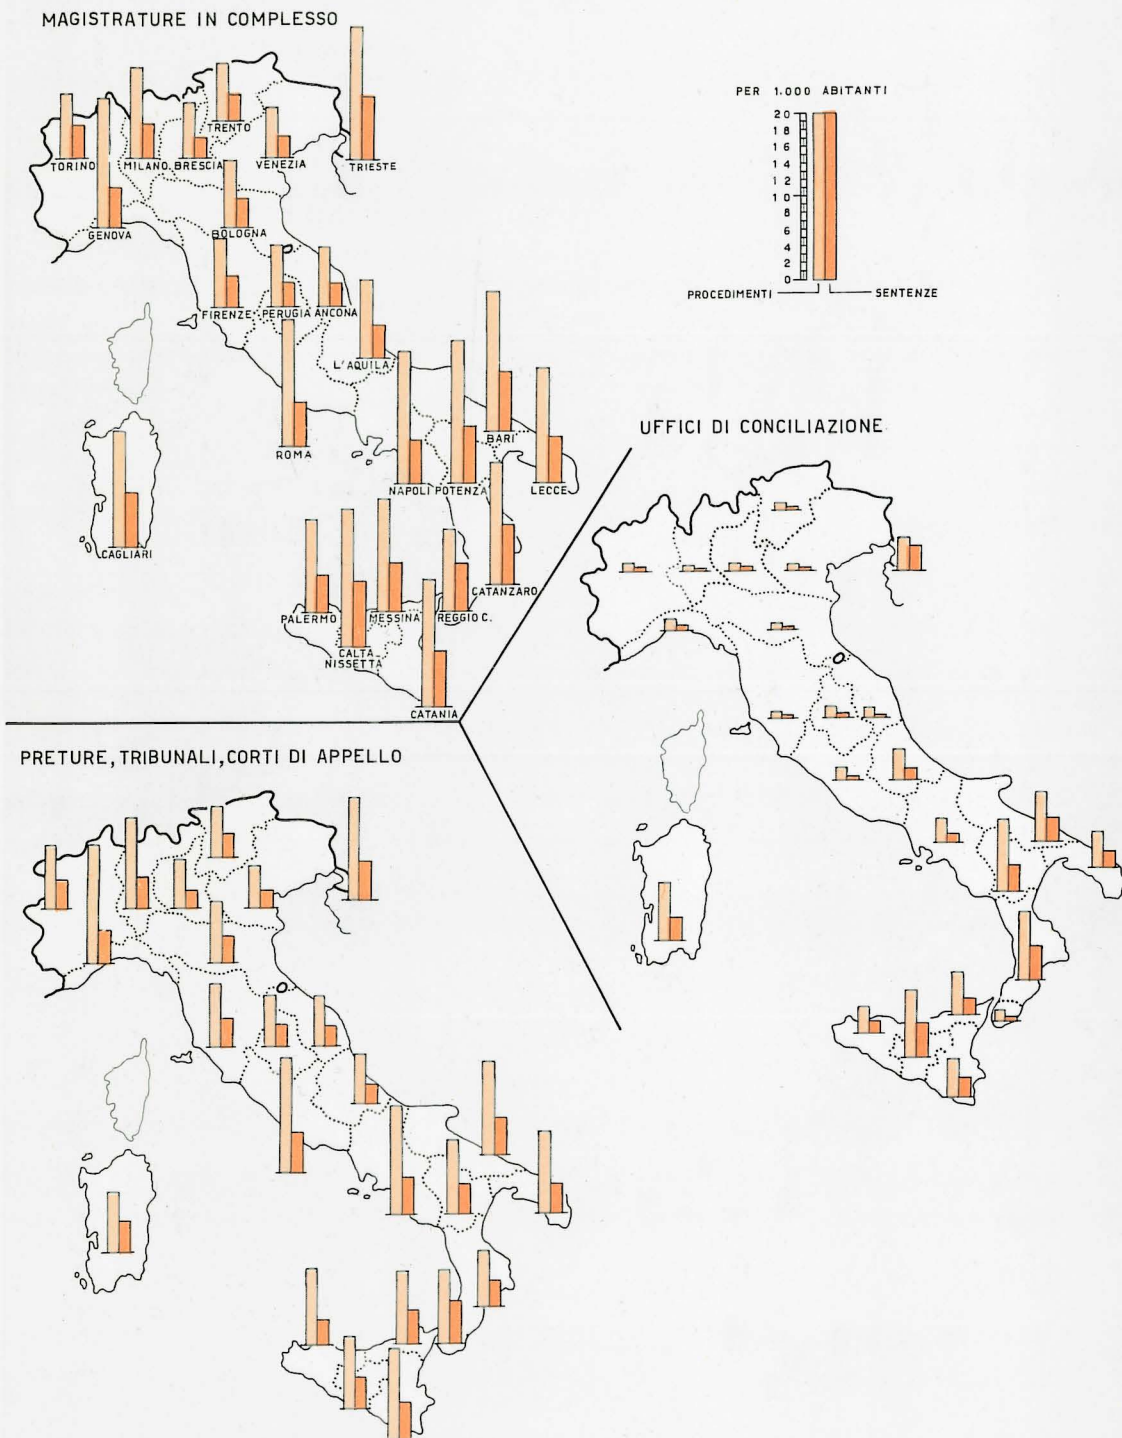 MAGISTRATURE IN COMPLESSO
TRENTO
TORINO
MILANO
BRESCIA
VENEZIA
TRIESTE
GENOVA
BOLOGNA
FIRENZE
PERUGIA
ANCONA
L'AQUILA
ROMA
BARI
NAPOLI
POTENZA
LECCE
CAGLIARI
CATANZARO
PALERMO
MESSINA
REGGIO C.
CALTA
NISSETTA
CATANIA
PER 1.000 ABITANTI
20
18
16
14
12
10
8
6
4
2
0
PROCEDIMENTI
SENTENZE
UFFICI DI CONCILIAZIONE
PRETURE, TRIBUNALI, CORTI DI APPELLO